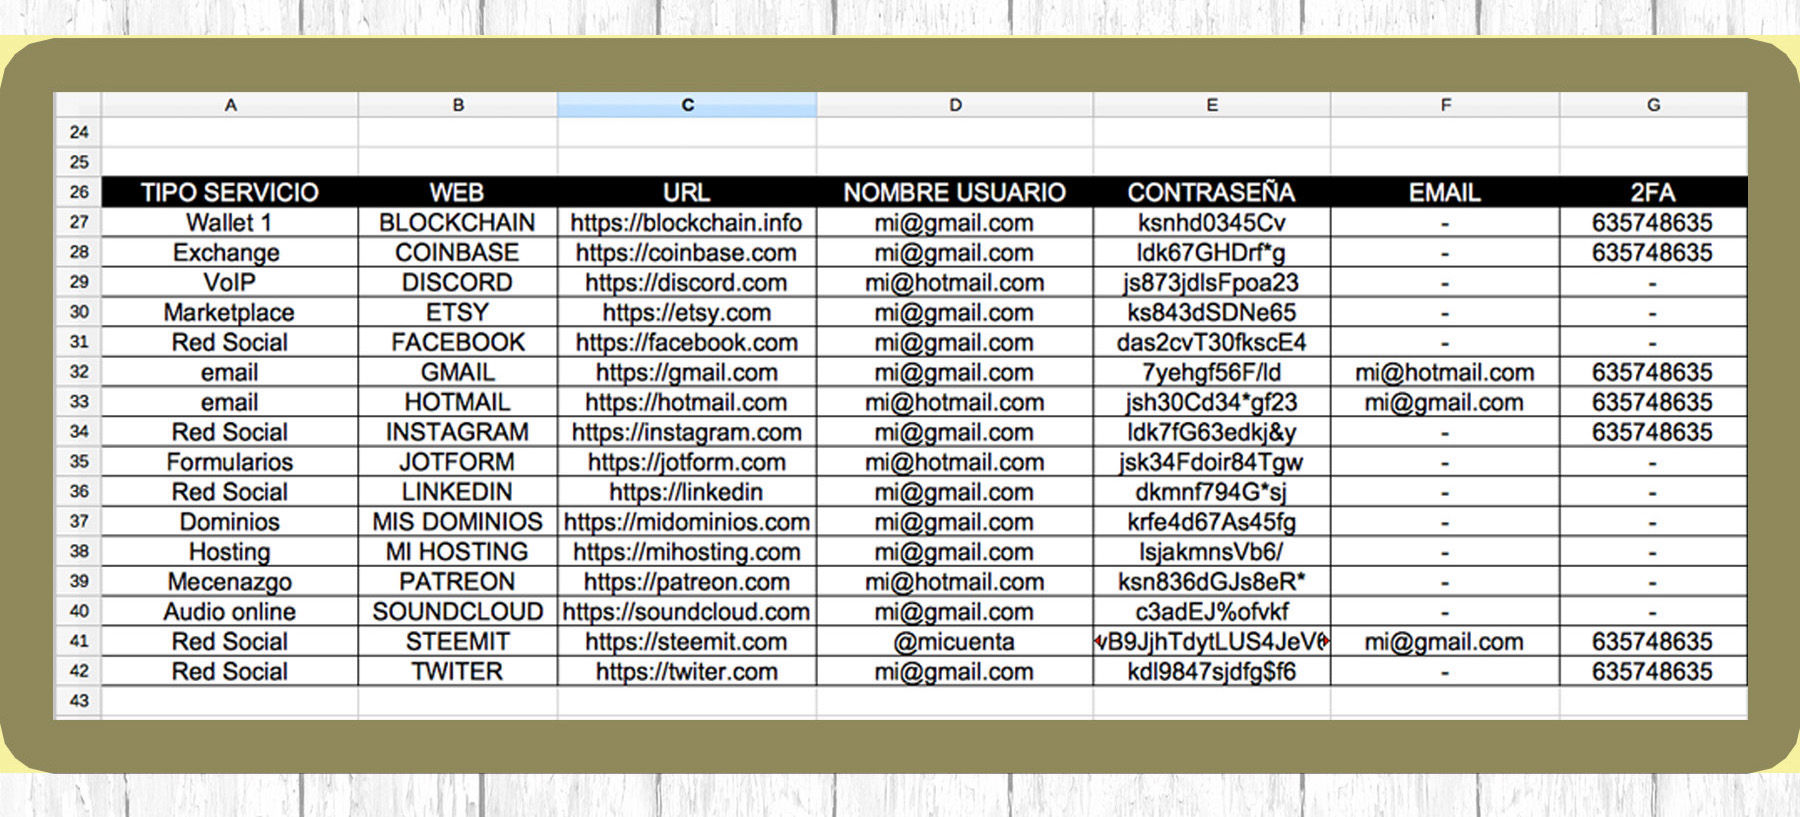 A B C D E F G
24
25
26 TIPO SERVICIO WEB URL NOMBRE USUARIO CONTRASEÑA EMAIL 2FA
27 Wallet 1 BLOCKCHAIN https://blockchain.info mi@gmail.com ksnhd0345Cv - 635748635
28 Exchange COINBASE https://coinbase.com mi@gmail.com ldk67GHDrf*g - 635748635
29 VoIP DISCORD https://discord.com mi@hotmail.com js873jdlsFpoa23 - -
30 Marketplace ETSY https://etsy.com mi@gmail.com ks843dSDNe65 - -
31 Red Social FACEBOOK https://facebook.com mi@gmail.com das2cvT30fkscE4 - -
32 email GMAIL https://gmail.com mi@gmail.com 7yehgf56F/ld mi@hotmail.com 635748635
33 email HOTMAIL https://hotmail.com mi@hotmail.com jsh30Cd34*gf23 mi@gmail.com 635748635
34 Red Social INSTAGRAM https://instagram.com mi@gmail.com ldk7fG63edkj&y - 635748635
35 Formularios JOTFORM https://jotform.com mi@hotmail.com jsk34Fdoir84Tgw - -
36 Red Social LINKEDIN https://linkedin mi@gmail.com dkmnf794G*sj - -
37 Dominios MIS DOMINIOS https://midominios.com mi@gmail.com krfe4d67As45fg - -
38 Hosting MI HOSTING https://mihosting.com mi@gmail.com lsjakmnsVb6/ - -
39 Mecenazgo PATREON https://patreon.com mi@hotmail.com ksn836dGJs8eR* - -
40 Audio online SOUNDCLOUD https://soundcloud.com mi@gmail.com c3adEJ%ofvkf - -
41 Red Social STEEMIT https://steemit.com @micuenta mi@gmail.com 635748635
42 Red Social TWITER https://twiter.com mi@gmail.com kdl9847sjdfg$f6 - 635748635
43